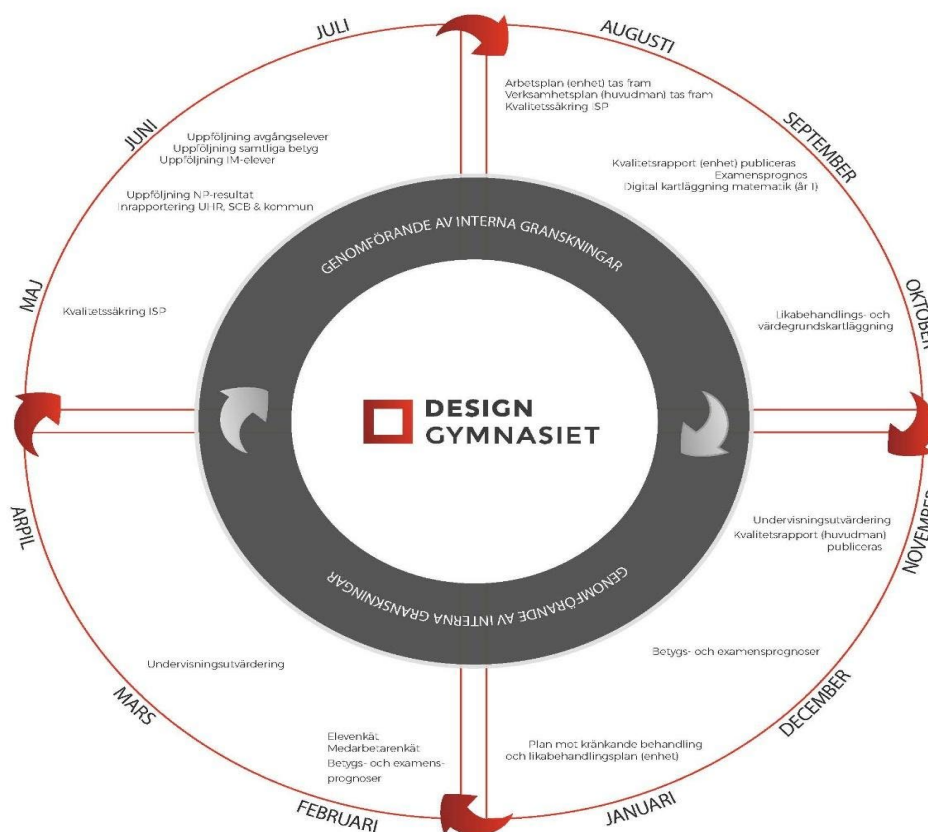 JULI
AUGUSTI
Arbetsplan (enhet) tas fram
Verksamhetsplan (huvudman) tas fram
Kvalitetssäkring ISP
SEPTEMBER
Kvalitetsrapport (enhet) publiceras
Examensprognos
Digital kartläggning matematik (år 1)
OKTOBER
Likabehandlings- och
värdegrundskartläggning
NOVEMBER
Undervisningsutvärdering
Kvalitetsrapport (huvudman)
publiceras
DECEMBER
Betygs- och examensprognoser
JANUARI
Plan mot kränkande behandling
och likabehandlingsplan (enhet)
FEBRUARI
Elevenkät
Medarbetarenkät
Betygs- och examens-
prognoser
MARS
Undervisningsutvärdering
ARPIL
MAJ
Kvalitetssäkring ISP
JUNI
Uppföljning avgångselever
Uppföljning samtliga betyg
Uppföljning IM-elever
Uppföljning NP-resultat
Inrapportering UHR, SCB & kommun
GENOMFÖRANDE AV INTERNA GRANSKNINGAR
DESIGN
GYMNASIET
GENOMFÖRANDE AV INTERNA GRANSKNINGAR